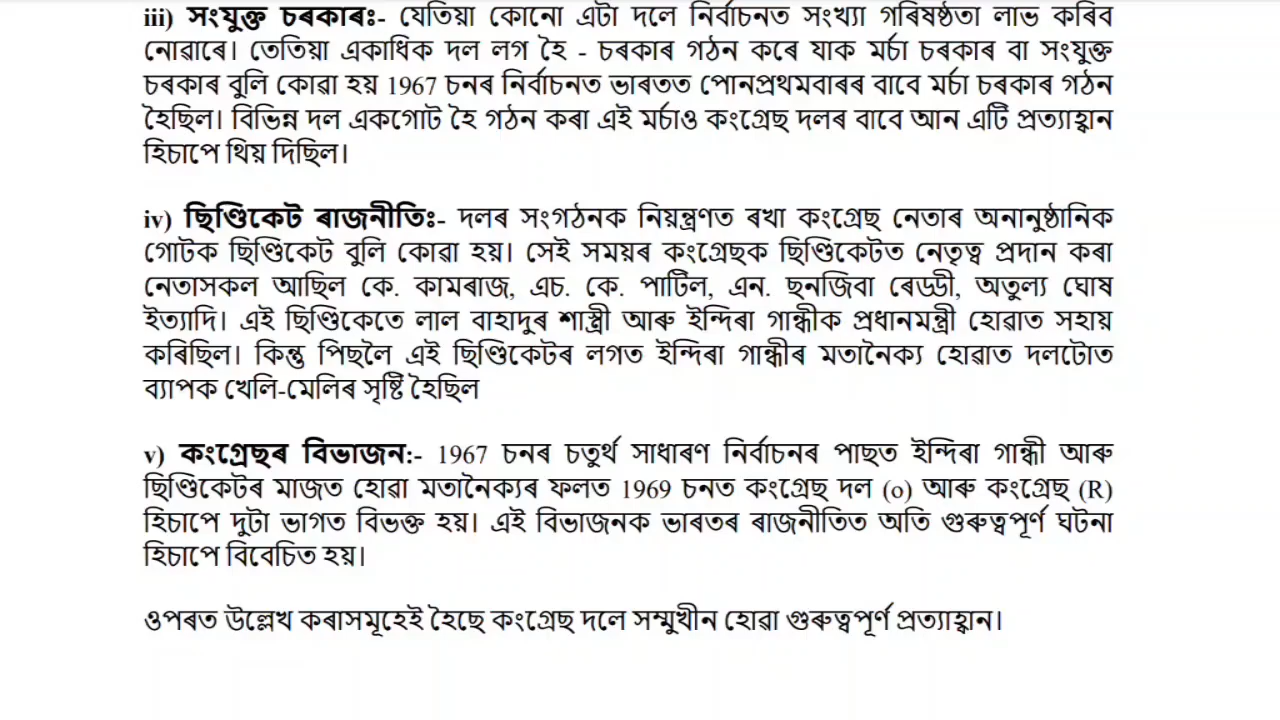 iii) সংযুক্ত চৰকাৰঃ- যেতিয়া কোনো এটা দলে নিৰ্বাচনত সংখ্যা গৰিষ্ঠতা লাভ কৰিব
নোৱাৰে। তেতিয়া একাধিক দল লগ হৈ - চৰকাৰ গঠন কৰে যাক মৰ্চা চৰকাৰ বা সংযুক্ত
চৰকাৰ বুলি কোৱা হয় 1967 চনৰ নিৰ্বাচনত ভাৰতত পোনপ্ৰথমবাৰৰ বাবে মৰ্চা চৰকাৰ গঠন
হৈছিল। বিভিন্ন দল একগোট হৈ গঠন কৰা এই মৰ্চাও কংগ্ৰেছ দলৰ বাবে আন এটি প্ৰত্যাহ্বান
হিচাপে থিয় দিছিল।
iv) ছিণ্ডিকেট ৰাজনীতিঃ- দলৰ সংগঠনক নিয়ন্ত্ৰণত ৰখা কংগ্ৰেছ নেতাৰ অনানুষ্ঠানিক
গোটক ছিণ্ডিকেট বুলি কোৱা হয়। সেই সময়ৰ কংগ্ৰেছক ছিণ্ডিকেটত নেতৃত্ব প্ৰদান কৰা
নেতাসকল আছিল কে. কামৰাজ, এচ. কে. পাটিল, এন. ছনজিবা ৰেড্ডী, অতুল্য ঘোষ
ইত্যাদি। এই ছিণ্ডিকেতে লাল বাহাদুৰ শাস্ত্ৰী আৰু ইন্দিৰা গান্ধীক প্ৰধানমন্ত্ৰী হোৱাত সহায়
কৰিছিল। কিন্তু পিছলৈ এই ছিণ্ডিকেটৰ লগত ইন্দিৰা গান্ধীৰ মতানৈক্য হোৱাত দলটোত
ব্যাপক খেলি-মেলিৰ সৃষ্টি হৈছিল
v) কংগ্ৰেছৰ বিভাজন:- 1967 চনৰ চতুৰ্থ সাধাৰণ নিৰ্বাচনৰ পাছত ইন্দিৰা গান্ধী আৰু
ছিণ্ডিকেটৰ মাজত হোৱা মতানৈক্যৰ ফলত 1969 চনত কংগ্ৰেছ দল (o) আৰু কংগ্ৰেছ (R)
হিচাপে দুটা ভাগত বিভক্ত হয়। এই বিভাজনক ভাৰতৰ ৰাজনীতিত অতি গুৰুত্বপূৰ্ণ ঘটনা
হিচাপে বিবেচিত হয়।
ওপৰত উল্লেখ কৰাসমূহেই হৈছে কংগ্ৰেছ দলে সন্মুখীন হোৱা গুৰুত্বপূৰ্ণ প্ৰত্যাহ্বান।